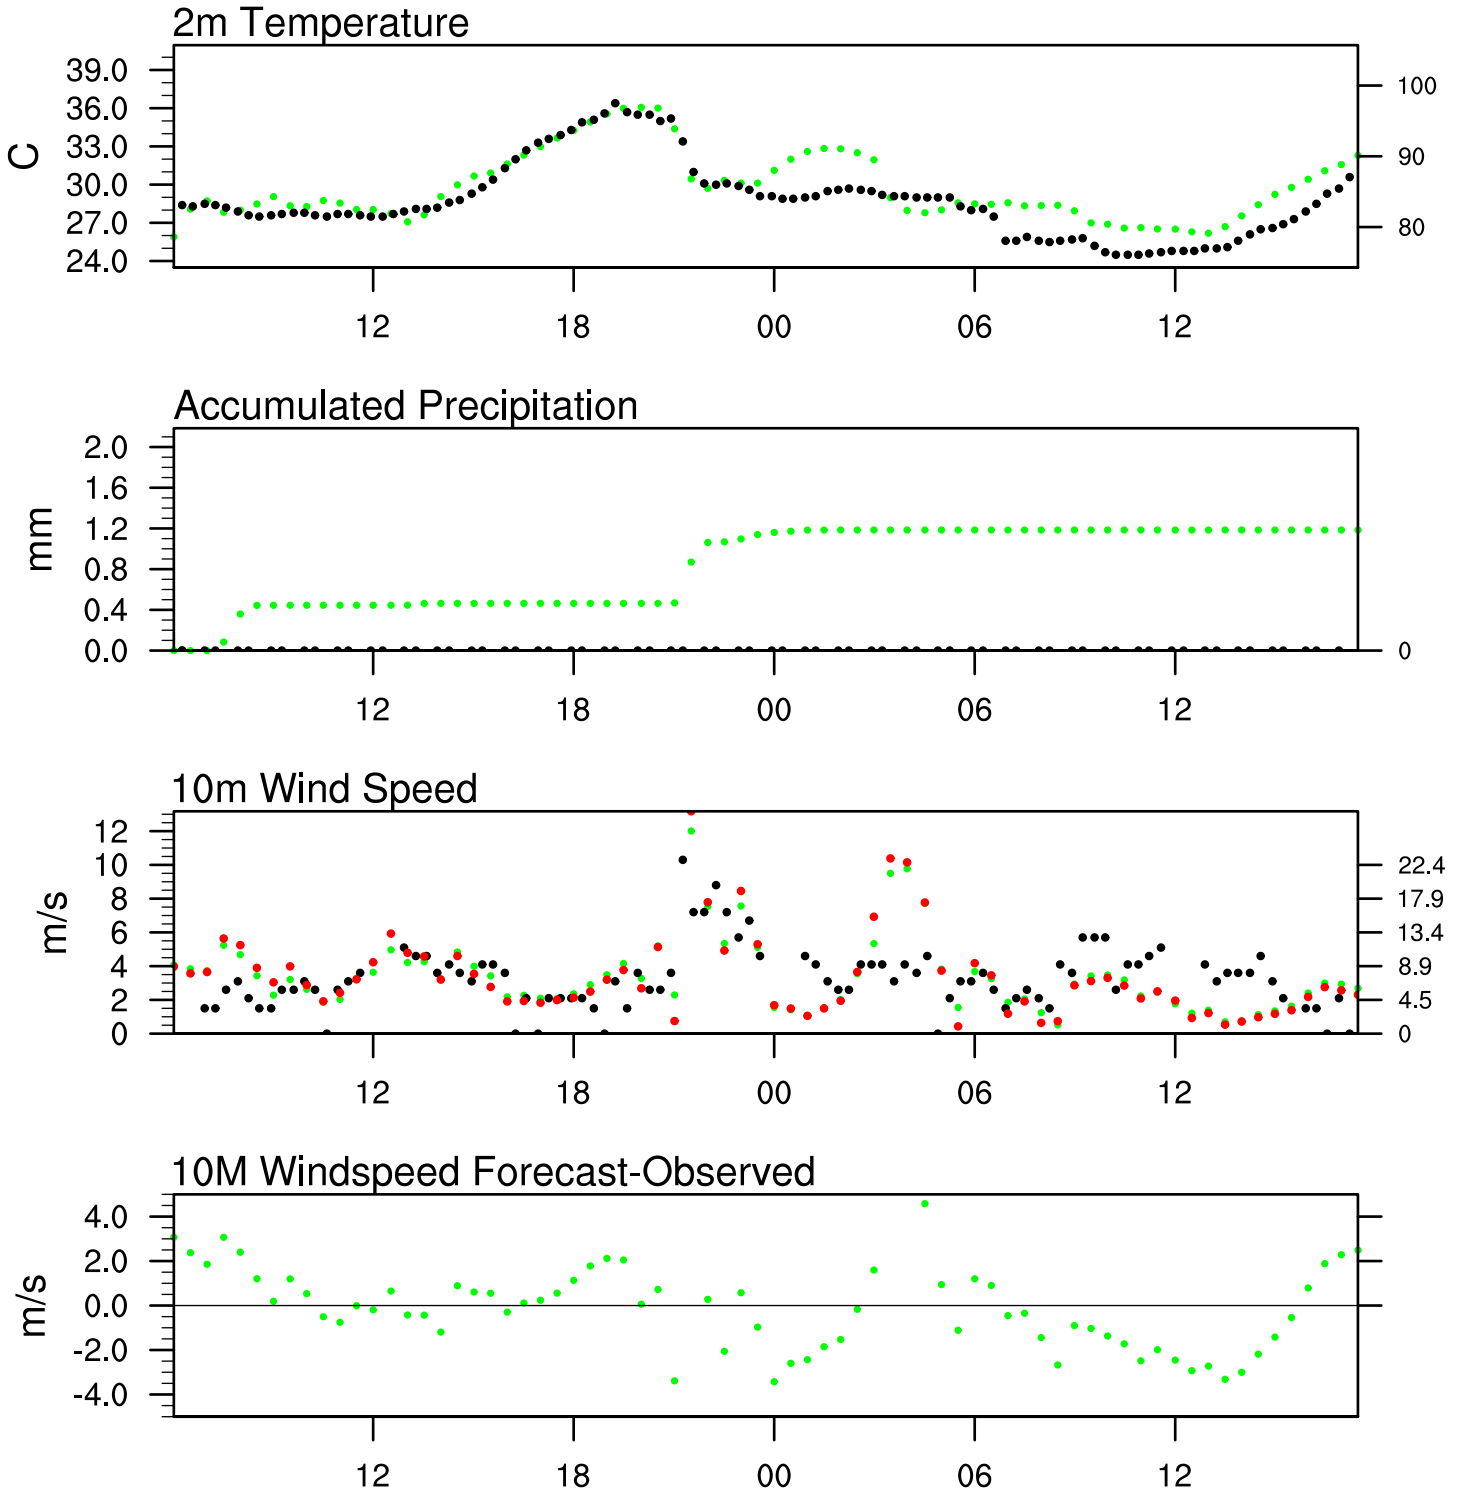 2m Temperature
39.0
36.0
33.0
30.0
27.0
24.0
C
100
90
80
12 18 00 06 12
Accumulated Precipitation
2.0
1.6
1.2
0.8
0.4
0.0
mm
0
12 18 00 06 12
10m Wind Speed
12
10
8
6
4
2
0
m/s
22.4
17.9
13.4
8.9
4.5
0
12 18 00 06 12
10M Windspeed Forecast-Observed
4.0
2.0
0.0
-2.0
-4.0
m/s
12 18 00 06 12